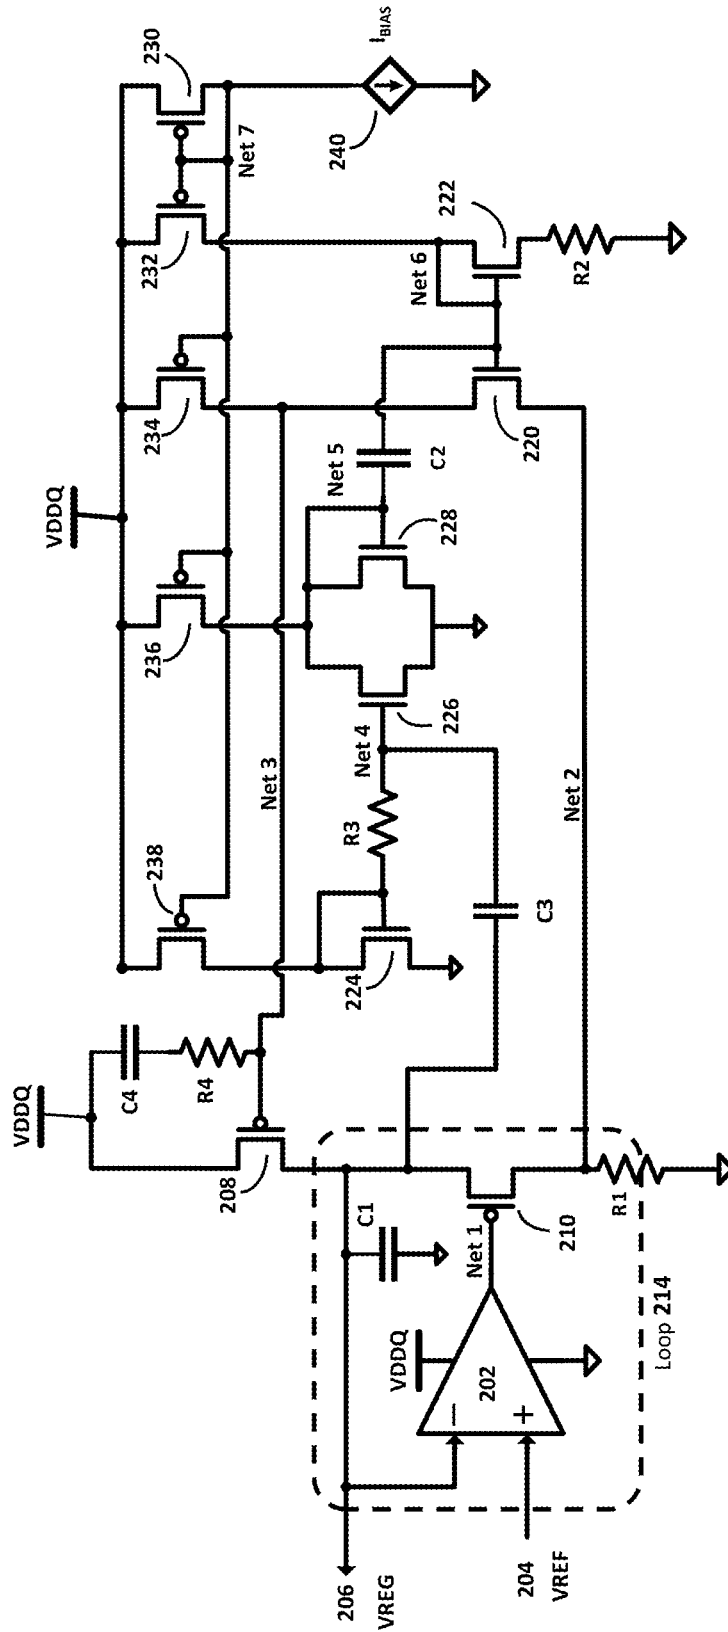 VDDQ
VDDQ
C4
238
236
234
232
230
R4
208
Net 7
Net 3
206
VREG
C1
224
R3
Net 4
Net 5
240
I_BIAS
VDDQ
226
228
C2
Net 6
222
−
202
Net 1
+
204
VREF
C3
220
210
Net 2
R2
R1
Loop 214